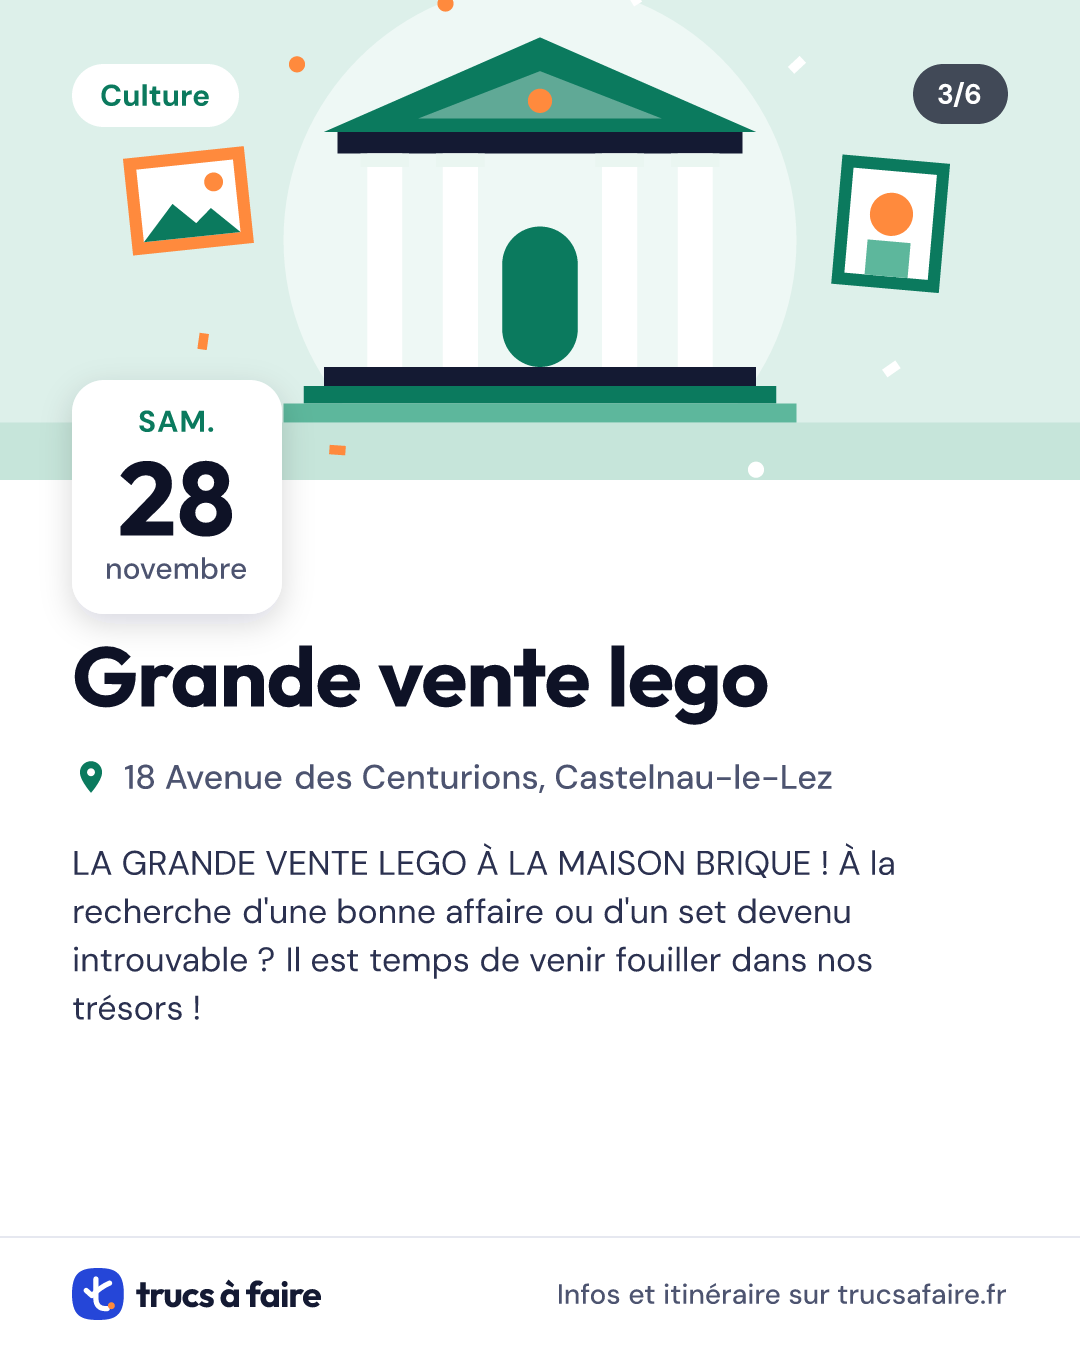 Culture
3/6
SAM.
28
novembre
Grande vente lego
18 Avenue des Centurions, Castelnau-le-Lez
LA GRANDE VENTE LEGO À LA MAISON BRIQUE ! À la
recherche d'une bonne affaire ou d'un set devenu
introuvable ? Il est temps de venir fouiller dans nos
trésors !
trucs à faire
Infos et itinéraire sur trucsafaire.fr